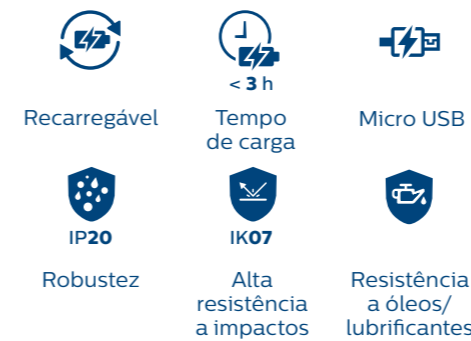 < 3 h
Recarregável
Tempo
de carga
Micro USB
IP20
IK07
Robustez
Alta
resistência
a impactos
Resistência
a óleos/
lubrificantes